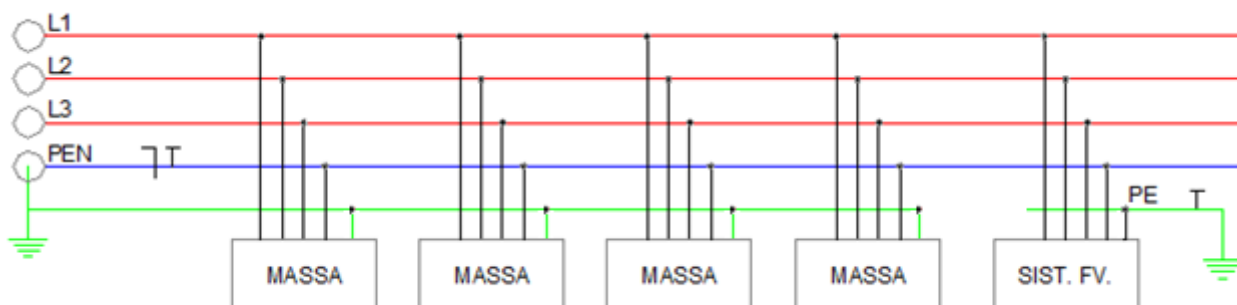 L1
L2
L3
PEN T
PE T
MASSA MASSA MASSA MASSA SIST. FV.